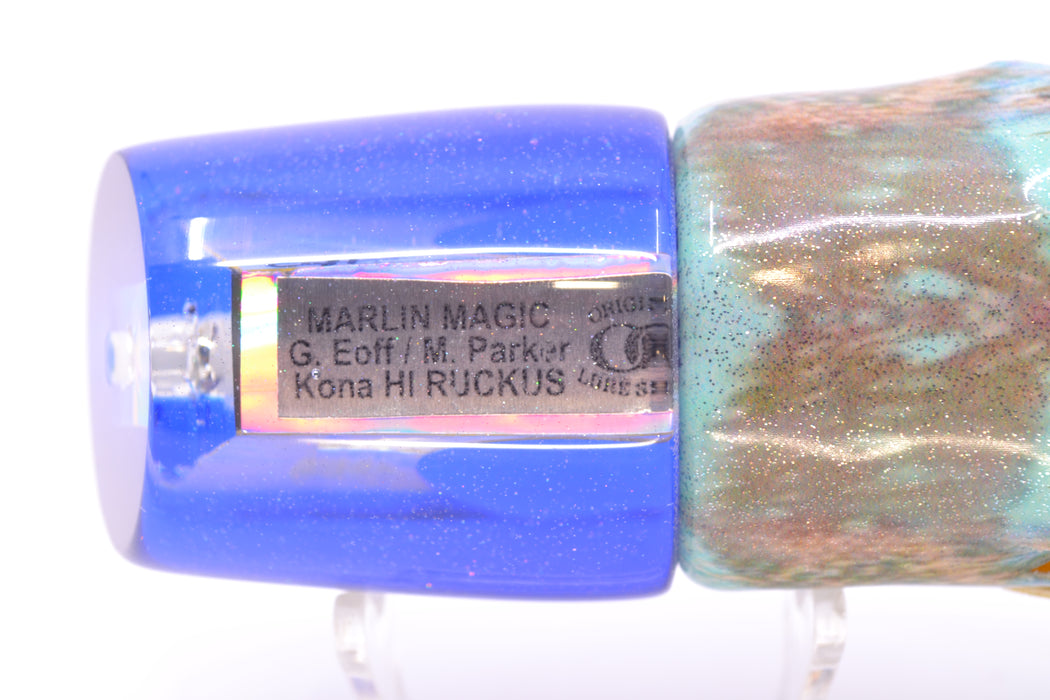 MARLIN MAGIC
G. Eoff / M. Parker
Kona HI RUCKUS